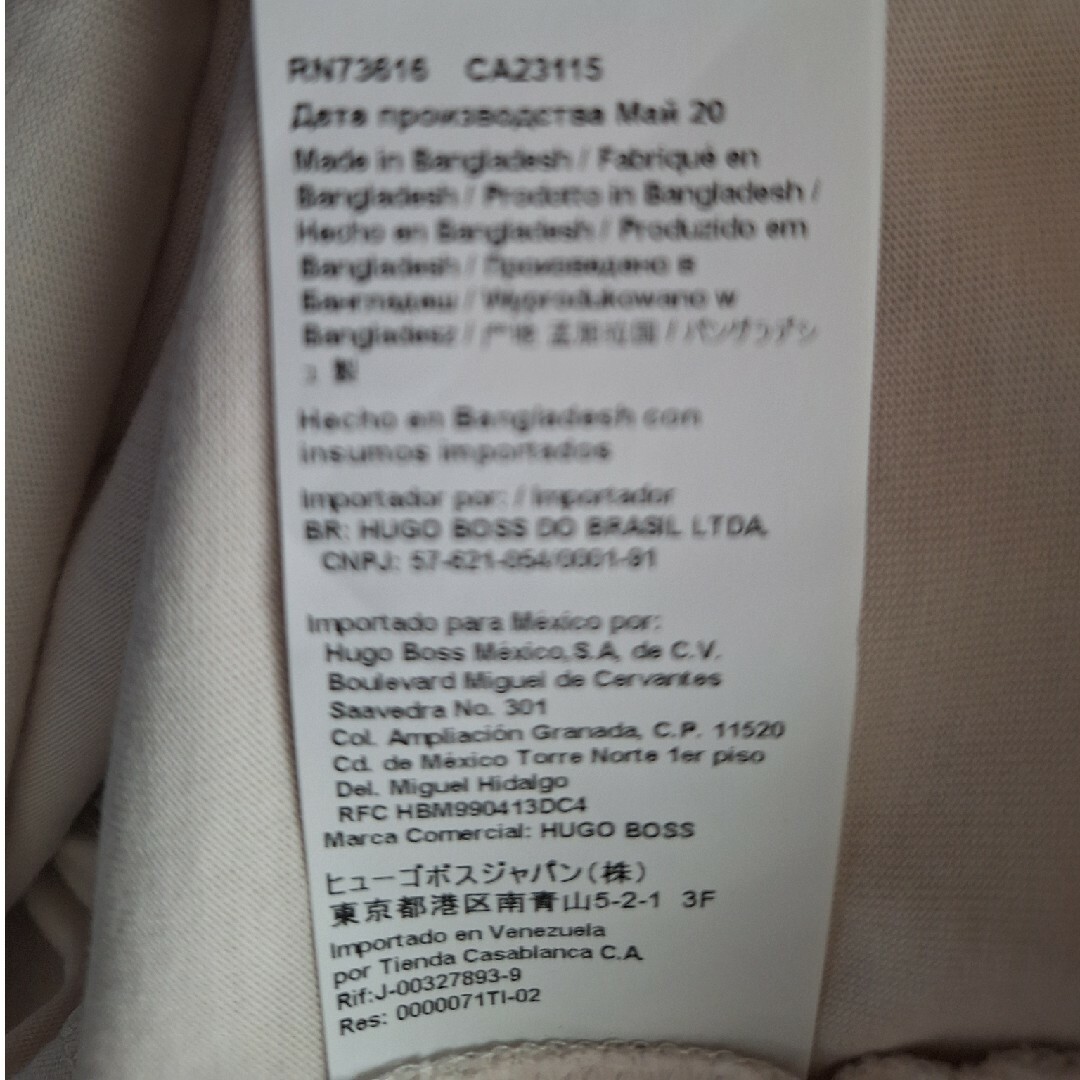 RN73616 CA23115
Дата производства Май 20
Made in Bangladesh / Fabriqué en
Bangladesh / Prodotto in Bangladesh /
Hecho en Bangladesh / Produzido em
Bangladesh / Произведено в
Бангладеш / Wyprodukowano w
Bangladesz / 产地 孟加拉国 / バングラデシ
ュ 製
Hecho en Bangladesh con
insumos importados
Importador por: / Importador
BR: HUGO BOSS DO BRASIL LTDA,
CNPJ: 57-621-054/0001-91
Importado para México por:
Hugo Boss México,S.A, de C.V.
Boulevard Miguel de Cervantes
Saavedra No. 301
Col. Ampliación Granada, C.P. 11520
Cd. de México Torre Norte 1er piso
Del. Miguel Hidalgo
RFC HBM990413DC4
Marca Comercial: HUGO BOSS
ヒューゴボスジャパン(株)
東京都港区南青山5-2-1 3F
Importado en Venezuela
por Tienda Casablanca C.A.
Rif:J-00327893-9
Res: 0000071TI-02